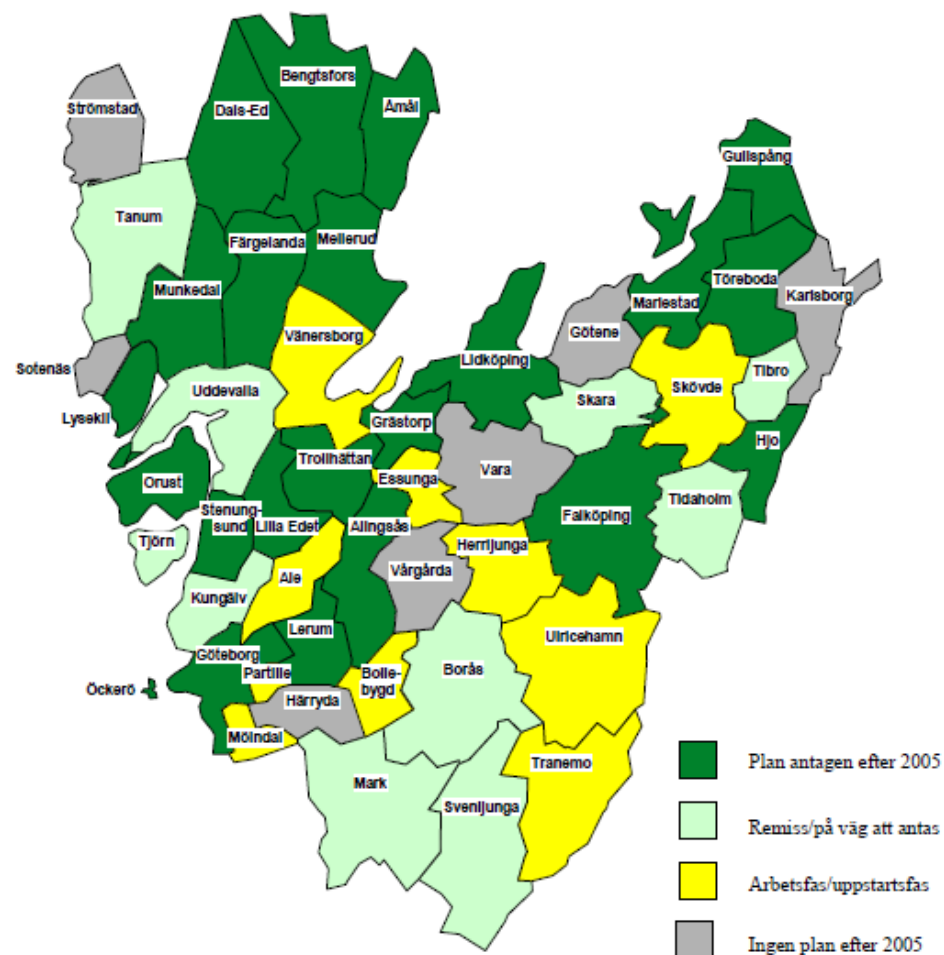 Bengtsfors
Strömstad
Dals-Ed
Åmål
Gullspång
Tanum
Färgelanda
Mellerud
Munkedal
Töreboda
Mariestad
Karlsborg
Götene
Vänersborg
Sotenäs
Lidköping
Tibro
Uddevalla
Skövde
Skara
Lysekil
Grästorp
Hjo
Trollhättan
Vara
Essunga
Orust
Tidaholm
Stenung-
sund
Lilla Edet
Alingsås
Falköping
Tjörn
Herrljunga
Vårgårda
Ale
Kungälv
Lerum
Ulricehamn
Göteborg
Partille
Bolle-
bygd
Borås
Öckerö
Härryda
Mölndal
Tranemo
Mark
Svenljunga
Plan antagen efter 2005
Remiss/på väg att antas
Arbetsfas/uppstartsfas
Ingen plan efter 2005